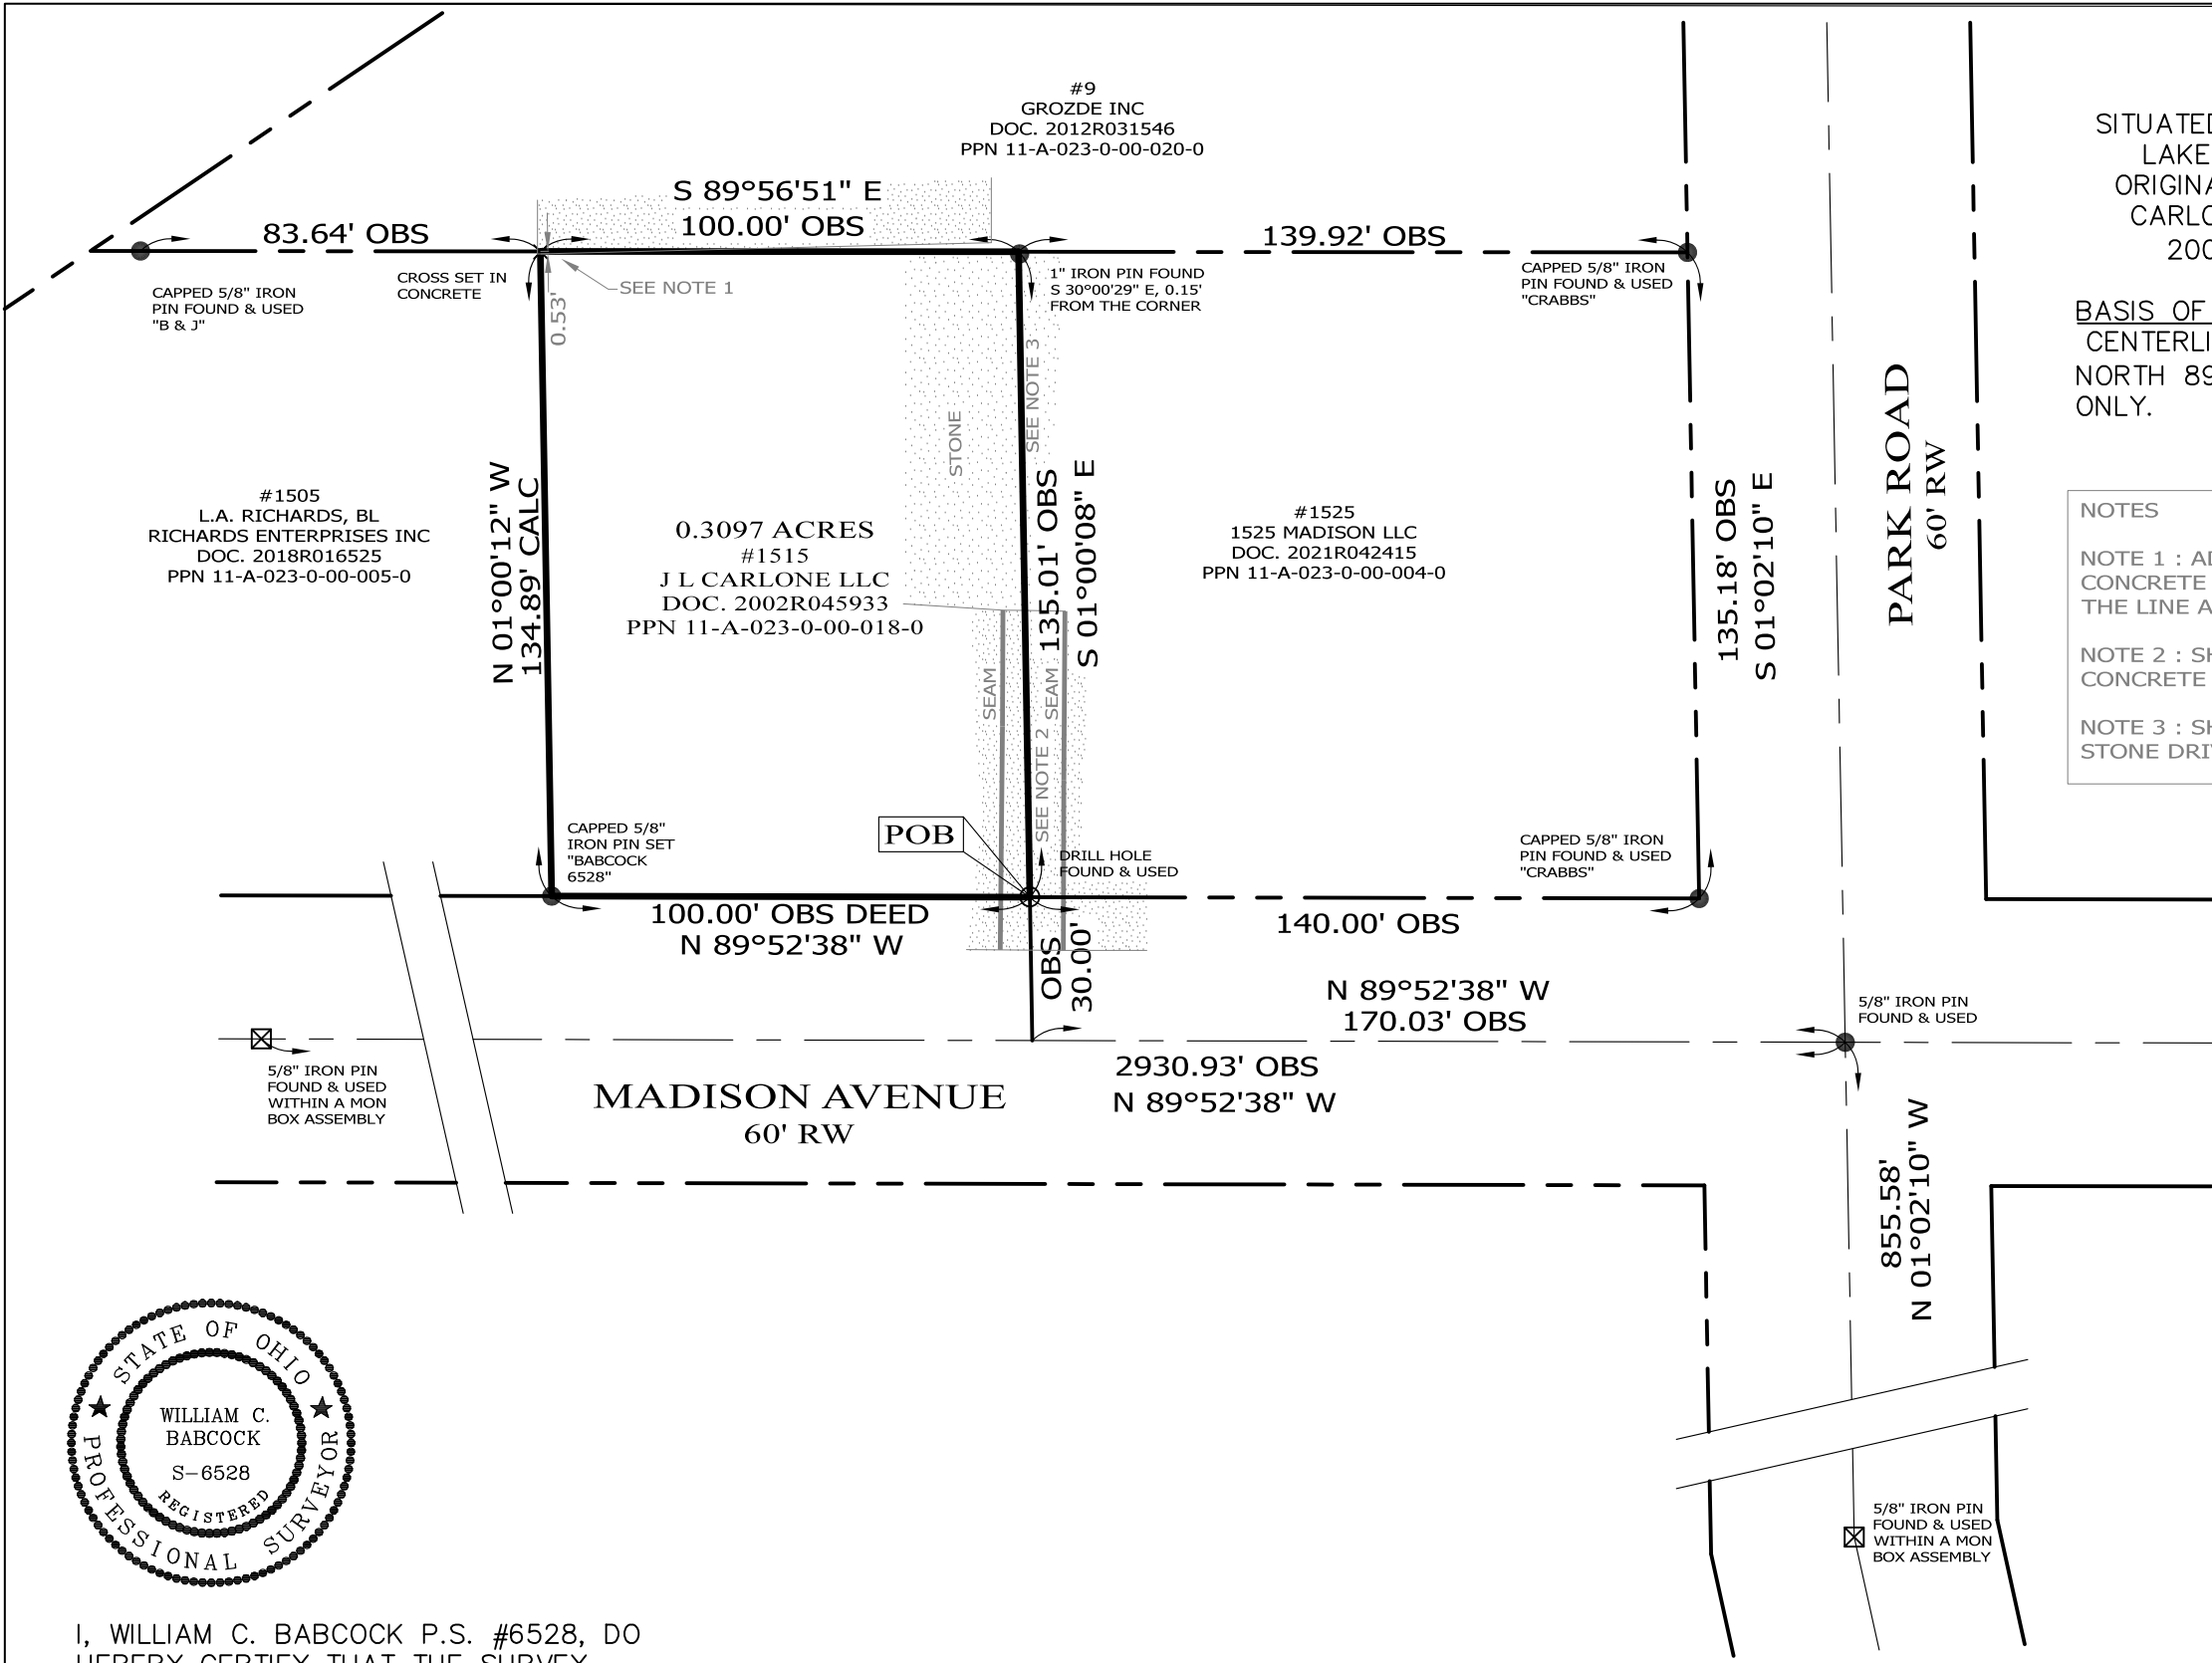 #9
GROZDE INC
DOC. 2012R031546
PPN 11-A-023-0-00-020-0
S 89°56'51" E
100.00' OBS
83.64' OBS
139.92' OBS
CAPPED 5/8" IRON
PIN FOUND & USED
"B & J"
CROSS SET IN
CONCRETE
0.53'
SEE NOTE 1
1" IRON PIN FOUND
S 30°00'29" E, 0.15'
FROM THE CORNER
CAPPED 5/8" IRON
PIN FOUND & USED
"CRABBS"
STONE
SEE NOTE 3
#1505
L.A. RICHARDS, BL
RICHARDS ENTERPRISES INC
DOC. 2018R016525
PPN 11-A-023-0-00-005-0
N 01°00'12" W
134.89' CALC
0.3097 ACRES
#1515
J L CARLONE LLC
DOC. 2002R045933
PPN 11-A-023-0-00-018-0
135.01' OBS
S 01°00'08" E
#1525
1525 MADISON LLC
DOC. 2021R042415
PPN 11-A-023-0-00-004-0
135.18' OBS
S 01°02'10" E
PARK ROAD
60' RW
SEAM
SEAM
SEE NOTE 2
CAPPED 5/8"
IRON PIN SET
"BABCOCK
6528"
POB
DRILL HOLE
FOUND & USED
CAPPED 5/8" IRON
PIN FOUND & USED
"CRABBS"
100.00' OBS DEED
N 89°52'38" W
OBS
30.00'
140.00' OBS
N 89°52'38" W
170.03' OBS
5/8" IRON PIN
FOUND & USED
5/8" IRON PIN
FOUND & USED
WITHIN A MON
BOX ASSEMBLY
MADISON AVENUE
60' RW
2930.93' OBS
N 89°52'38" W
855.58'
N 01°02'10" W
5/8" IRON PIN
FOUND & USED
WITHIN A MON
BOX ASSEMBLY
SITUATED
LAKE
ORIGINA
CARLO
200
BASIS OF
CENTERLI
NORTH 89
ONLY.
NOTES
NOTE 1 : AD
CONCRETE
THE LINE A
NOTE 2 : SH
CONCRETE
NOTE 3 : SH
STONE DRI
STATE OF OHIO
WILLIAM C.
BABCOCK
S-6528
REGISTERED
PROFESSIONAL SURVEYOR
I, WILLIAM C. BABCOCK P.S. #6528, DO
HEREBY CERTIFY THAT THE SURVEY